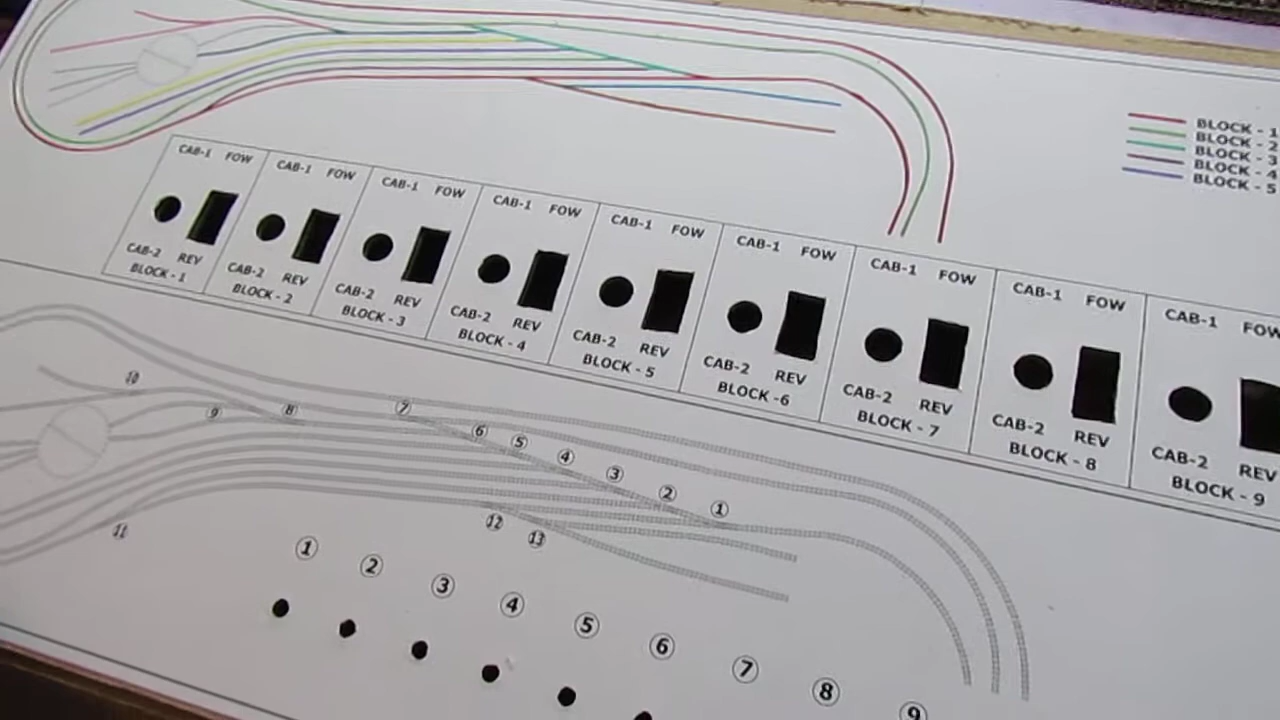 BLOCK - 1
BLOCK - 2
BLOCK - 3
BLOCK - 4
BLOCK - 5
CAB-1 FOW
CAB-2 REV
BLOCK - 1
CAB-1 FOW
CAB-2 REV
BLOCK - 2
CAB-1 FOW
CAB-2 REV
BLOCK - 3
CAB-1 FOW
CAB-2 REV
BLOCK - 4
CAB-1 FOW
CAB-2 REV
BLOCK - 5
CAB-1 FOW
CAB-2 REV
BLOCK -6
CAB-1 FOW
CAB-2 REV
BLOCK - 7
CAB-1 FOW
CAB-2 REV
BLOCK - 8
CAB-1 FOW
CAB-2 REV
BLOCK - 9
10
9 8 7 6 5 4 3 2 1
11 12 13
1 2 3 4 5 6 7 8 9